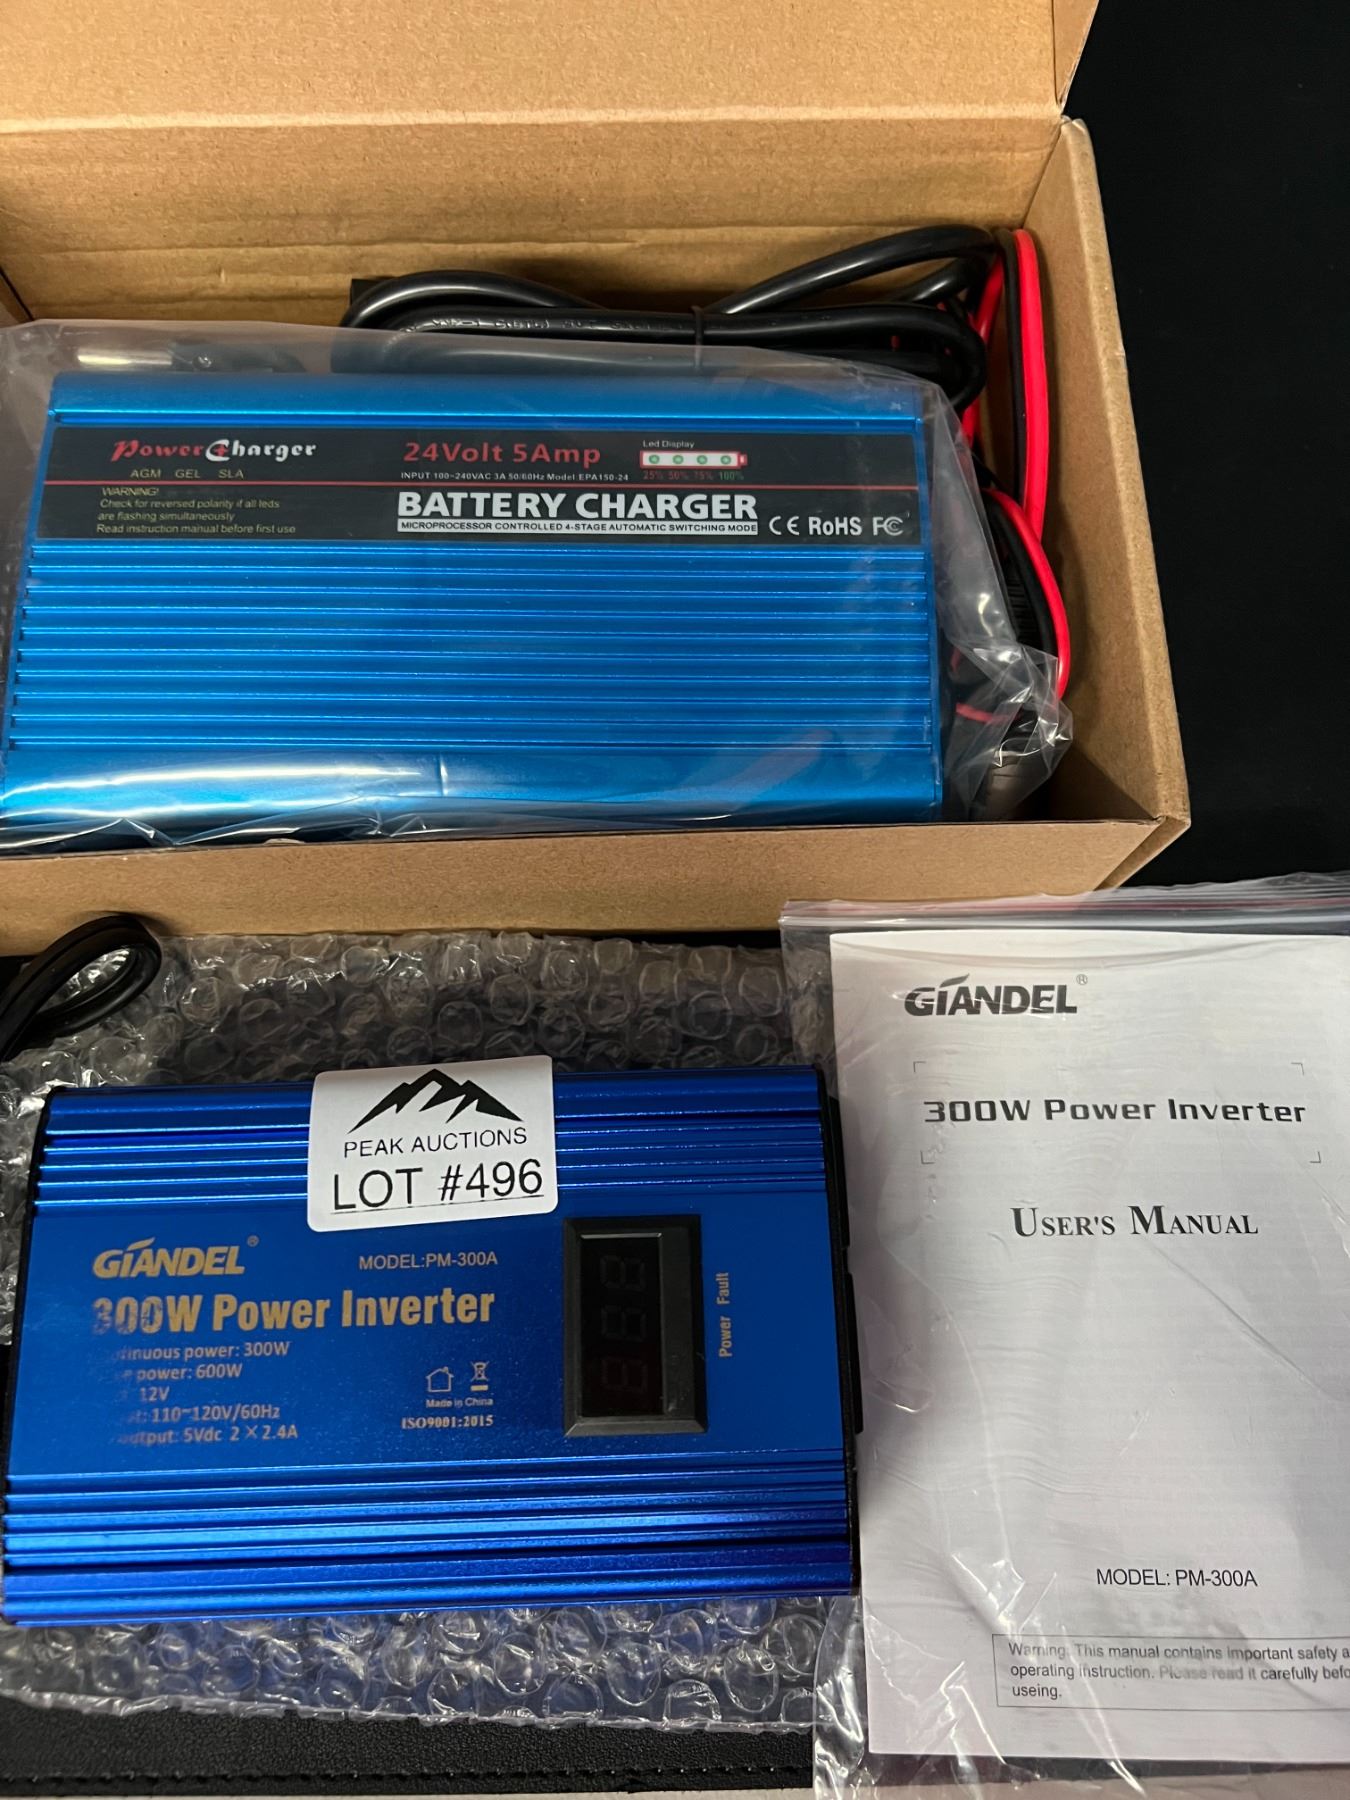 Power Charger
AGM GEL SLA
WARNING!
Check for reversed polarity if all leds
are flashing simultaneously
Read instruction manual before first use
24Volt 5Amp
INPUT 100~240VAC 3A 50/60Hz Model:EPA150-24
BATTERY CHARGER
MICROPROCESSOR CONTROLLED 4-STAGE AUTOMATIC SWITCHING MODE
Led Display
25% 50% 75% 100%
CE RoHS FC
PEAK AUCTIONS
LOT #496
GIANDEL®
MODEL:PM-300A
300W Power Inverter
power: 300W
power: 600W
12V
110~120V/60Hz
5Vdc 2×2.4A
Made in China
ISO9001:2015
Power Fault
GIANDEL®
300W Power Inverter
USER'S MANUAL
MODEL: PM-300A
Warning: This manual contains important safety
operating instruction. Please read it carefully
useing.